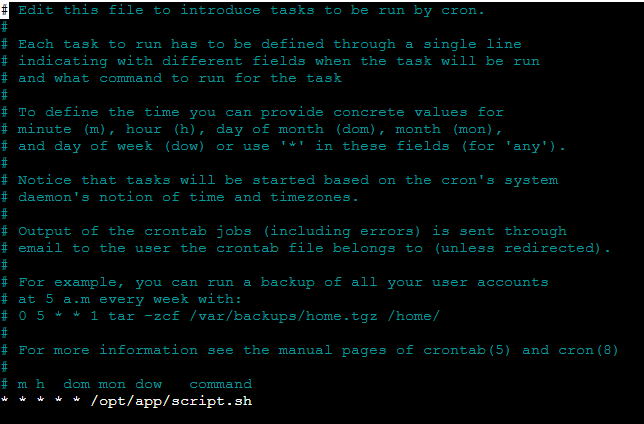 # Edit this file to introduce tasks to be run by cron.
#
# Each task to run has to be defined through a single line
# indicating with different fields when the task will be run
# and what command to run for the task
#
# To define the time you can provide concrete values for
# minute (m), hour (h), day of month (dom), month (mon),
# and day of week (dow) or use '*' in these fields (for 'any').
#
# Notice that tasks will be started based on the cron's system
# daemon's notion of time and timezones.
#
# Output of the crontab jobs (including errors) is sent through
# email to the user the crontab file belongs to (unless redirected).
#
# For example, you can run a backup of all your user accounts
# at 5 a.m every week with:
# 0 5 * * 1 tar -zcf /var/backups/home.tgz /home/
#
# For more information see the manual pages of crontab(5) and cron(8)
#
# m h  dom mon dow   command
* * * * * /opt/app/script.sh